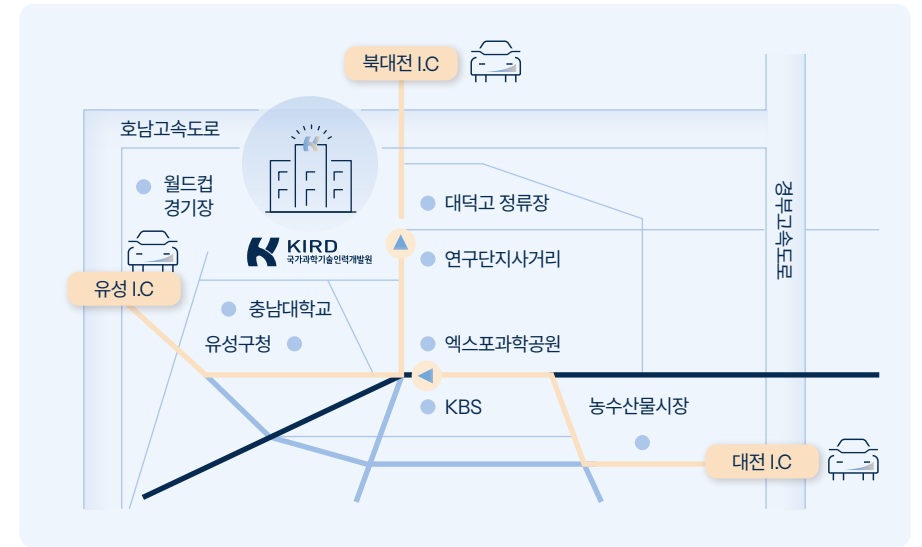 북대전 I.C
호남고속도로
월드컵
경기장
대덕고 정류장
경부고속도로
KIRD
국가과학기술인력개발원
연구단지사거리
유성 I.C
충남대학교
유성구청
엑스포과학공원
KBS
농수산물시장
대전 I.C